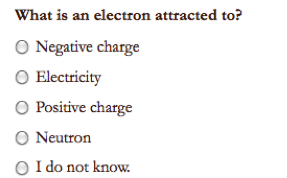 What is an electron attracted to?
Negative charge
Electricity
Positive charge
Neutron
I do not know.